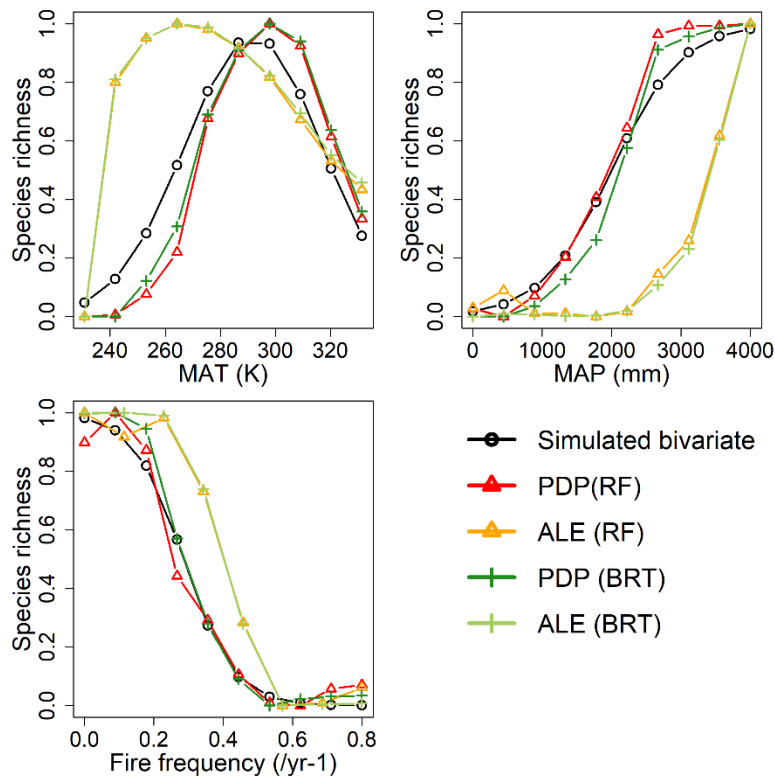 Species richness
1.0
0.8
0.6
0.4
0.2
0.0
240 260 280 300 320
MAT (K)
Species richness
1.0
0.8
0.6
0.4
0.2
0.0
0 1000 2000 3000 4000
MAP (mm)
Species richness
1.0
0.8
0.6
0.4
0.2
0.0
0.0 0.2 0.4 0.6 0.8
Fire frequency (/yr-1)
Simulated bivariate
PDP(RF)
ALE (RF)
PDP (BRT)
ALE (BRT)